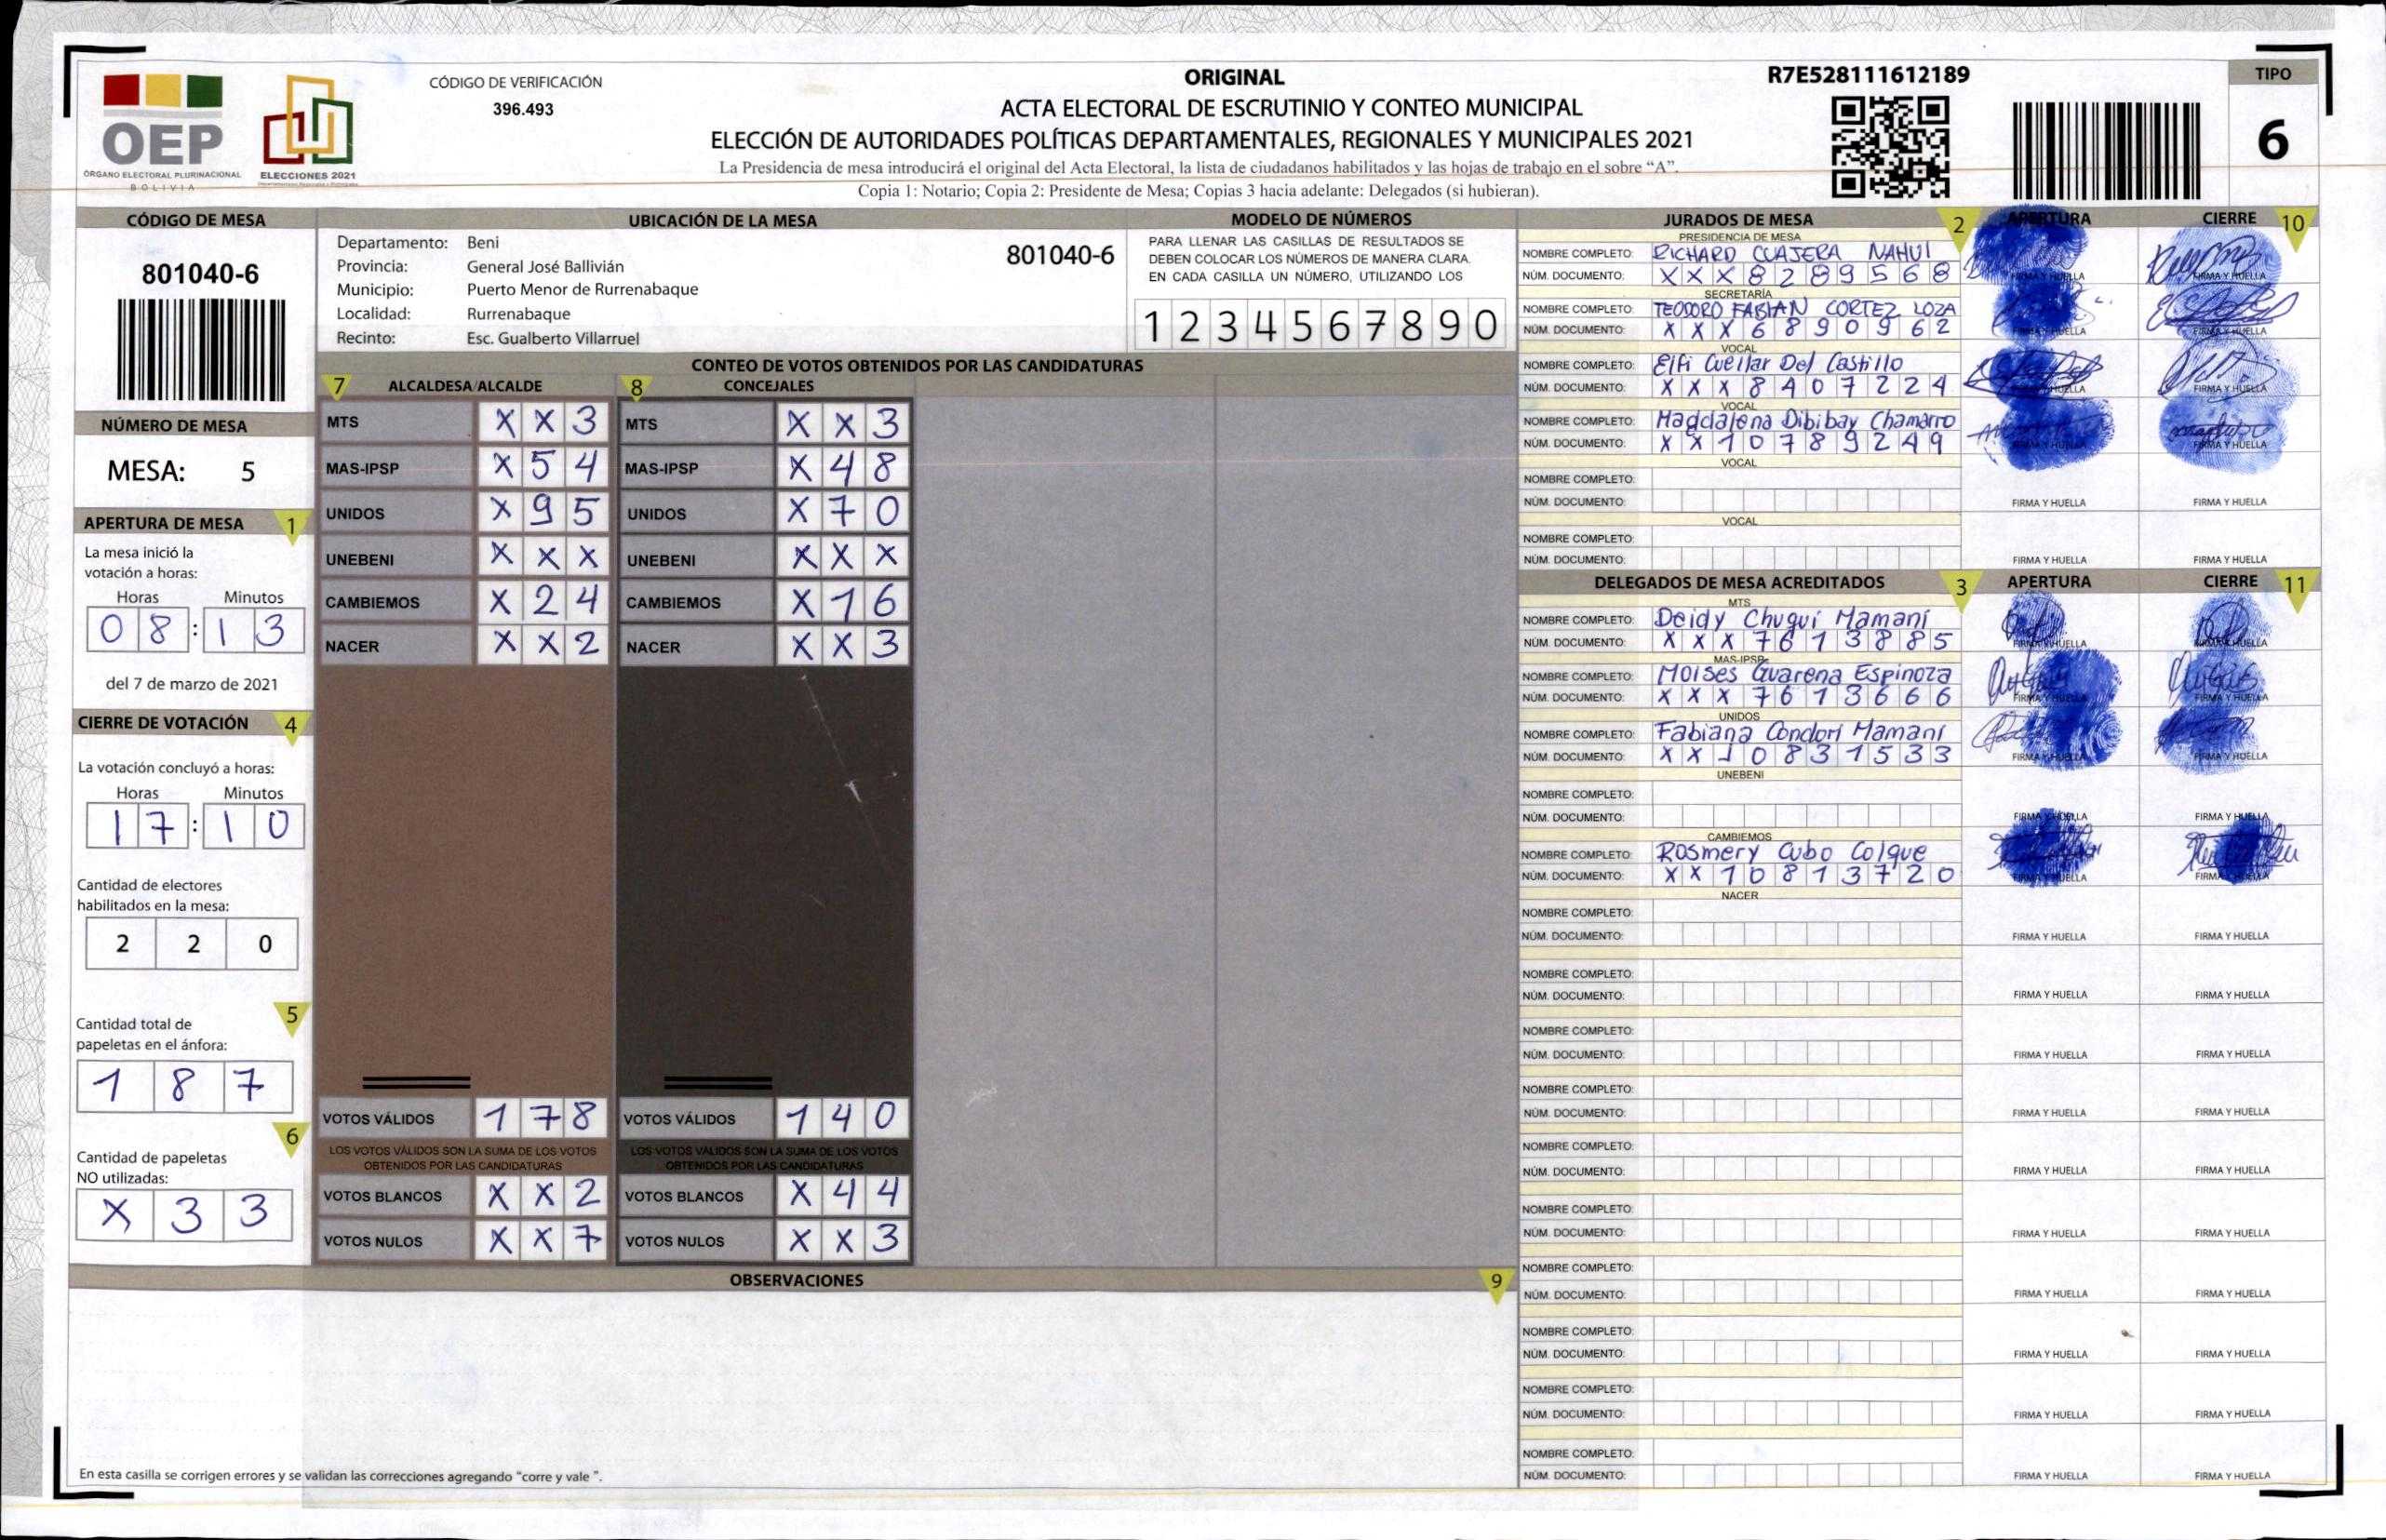 OEP
ÓRGANO ELECTORAL PLURINACIONAL
BOLIVIA
ELECCIONES 2021
CÓDIGO DE VERIFICACIÓN
396.493
ORIGINAL
ACTA ELECTORAL DE ESCRUTINIO Y CONTEO MUNICIPAL
ELECCIÓN DE AUTORIDADES POLÍTICAS DEPARTAMENTALES, REGIONALES Y MUNICIPALES 2021
La Presidencia de mesa introducirá el original del Acta Electoral, la lista de ciudadanos habilitados y las hojas de trabajo en el sobre “A”.
Copia 1: Notario; Copia 2: Presidente de Mesa; Copias 3 hacia adelante: Delegados (si hubieran).
R7E528111612189
TIPO
6
CÓDIGO DE MESA
801040-6
NÚMERO DE MESA
MESA: 5
APERTURA DE MESA 1
La mesa inició la
votación a horas:
Horas Minutos
08:13
del 7 de marzo de 2021
CIERRE DE VOTACIÓN 4
La votación concluyó a horas:
Horas Minutos
17:10
Cantidad de electores
habilitados en la mesa:
2 2 0
5
Cantidad total de
papeletas en el ánfora:
1 8 7
6
Cantidad de papeletas
NO utilizadas:
X 3 3
UBICACIÓN DE LA MESA
Departamento: Beni
801040-6
Provincia: General José Ballivián
Municipio: Puerto Menor de Rurrenabaque
Localidad: Rurrenabaque
Recinto: Esc. Gualberto Villarruel
MODELO DE NÚMEROS
PARA LLENAR LAS CASILLAS DE RESULTADOS SE
DEBEN COLOCAR LOS NÚMEROS DE MANERA CLARA.
EN CADA CASILLA UN NÚMERO, UTILIZANDO LOS
1 2 3 4 5 6 7 8 9 0
CONTEO DE VOTOS OBTENIDOS POR LAS CANDIDATURAS
7 ALCALDESA/ALCALDE 8 CONCEJALES
MTS X X 3 MTS X X 3
MAS-IPSP X 5 4 MAS-IPSP X 4 8
UNIDOS X 9 5 UNIDOS X 7 0
UNEBENI X X X UNEBENI X X X
CAMBIEMOS X 2 4 CAMBIEMOS X 1 6
NACER X X 2 NACER X X 3
VOTOS VÁLIDOS 1 7 8 VOTOS VÁLIDOS 1 4 0
LOS VOTOS VÁLIDOS SON LA SUMA DE LOS VOTOS LOS VOTOS VÁLIDOS SON LA SUMA DE LOS VOTOS
OBTENIDOS POR LAS CANDIDATURAS OBTENIDOS POR LAS CANDIDATURAS
VOTOS BLANCOS X X 2 VOTOS BLANCOS X 4 4
VOTOS NULOS X X 7 VOTOS NULOS X X 3
OBSERVACIONES 9
En esta casilla se corrigen errores y se validan las correcciones agregando “corre y vale ”.
JURADOS DE MESA 2 APERTURA CIERRE 10
PRESIDENCIA DE MESA
NOMBRE COMPLETO: RICHARD CUAJERA NAHUI
NÚM. DOCUMENTO: X X X 8 2 8 9 5 6 8 FIRMA Y HUELLA FIRMA Y HUELLA
SECRETARÍA
NOMBRE COMPLETO: TEODORO FABIAN CORTEZ LOZA
NÚM. DOCUMENTO: X X X 6 8 9 0 9 6 2 FIRMA Y HUELLA FIRMA Y HUELLA
VOCAL
NOMBRE COMPLETO: Elfi Cuellar Del Castillo
NÚM. DOCUMENTO: X X X 8 4 0 7 2 2 4 FIRMA Y HUELLA FIRMA Y HUELLA
VOCAL
NOMBRE COMPLETO: Magdalena Dibibay Chamarro
NÚM. DOCUMENTO: X X 1 0 7 8 9 2 4 9 FIRMA Y HUELLA FIRMA Y HUELLA
VOCAL
NOMBRE COMPLETO:
NÚM. DOCUMENTO: FIRMA Y HUELLA FIRMA Y HUELLA
VOCAL
NOMBRE COMPLETO:
NÚM. DOCUMENTO: FIRMA Y HUELLA FIRMA Y HUELLA
DELEGADOS DE MESA ACREDITADOS 3 APERTURA CIERRE 11
MTS
NOMBRE COMPLETO: Deidy Chuqui Mamaní
NÚM. DOCUMENTO: X X X 7 6 1 3 8 8 5 FIRMA Y HUELLA FIRMA Y HUELLA
MAS-IPSP
NOMBRE COMPLETO: Moises Guarena Espinoza
NÚM. DOCUMENTO: X X X 7 6 1 3 6 6 6 FIRMA Y HUELLA FIRMA Y HUELLA
UNIDOS
NOMBRE COMPLETO: Fabiana Condori Mamaní
NÚM. DOCUMENTO: X X 1 0 8 3 1 5 3 3 FIRMA Y HUELLA FIRMA Y HUELLA
UNEBENI
NOMBRE COMPLETO:
NÚM. DOCUMENTO: FIRMA Y HUELLA FIRMA Y HUELLA
CAMBIEMOS
NOMBRE COMPLETO: Rosmery Cubo Colque
NÚM. DOCUMENTO: X X 1 0 8 1 3 7 2 0 FIRMA Y HUELLA FIRMA Y HUELLA
NACER
NOMBRE COMPLETO:
NÚM. DOCUMENTO: FIRMA Y HUELLA FIRMA Y HUELLA
NOMBRE COMPLETO:
NÚM. DOCUMENTO: FIRMA Y HUELLA FIRMA Y HUELLA
NOMBRE COMPLETO:
NÚM. DOCUMENTO: FIRMA Y HUELLA FIRMA Y HUELLA
NOMBRE COMPLETO:
NÚM. DOCUMENTO: FIRMA Y HUELLA FIRMA Y HUELLA
NOMBRE COMPLETO:
NÚM. DOCUMENTO: FIRMA Y HUELLA FIRMA Y HUELLA
NOMBRE COMPLETO:
NÚM. DOCUMENTO: FIRMA Y HUELLA FIRMA Y HUELLA
NOMBRE COMPLETO:
NÚM. DOCUMENTO: FIRMA Y HUELLA FIRMA Y HUELLA
NOMBRE COMPLETO:
NÚM. DOCUMENTO: FIRMA Y HUELLA FIRMA Y HUELLA
NOMBRE COMPLETO:
NÚM. DOCUMENTO: FIRMA Y HUELLA FIRMA Y HUELLA
NOMBRE COMPLETO:
NÚM. DOCUMENTO: FIRMA Y HUELLA FIRMA Y HUELLA